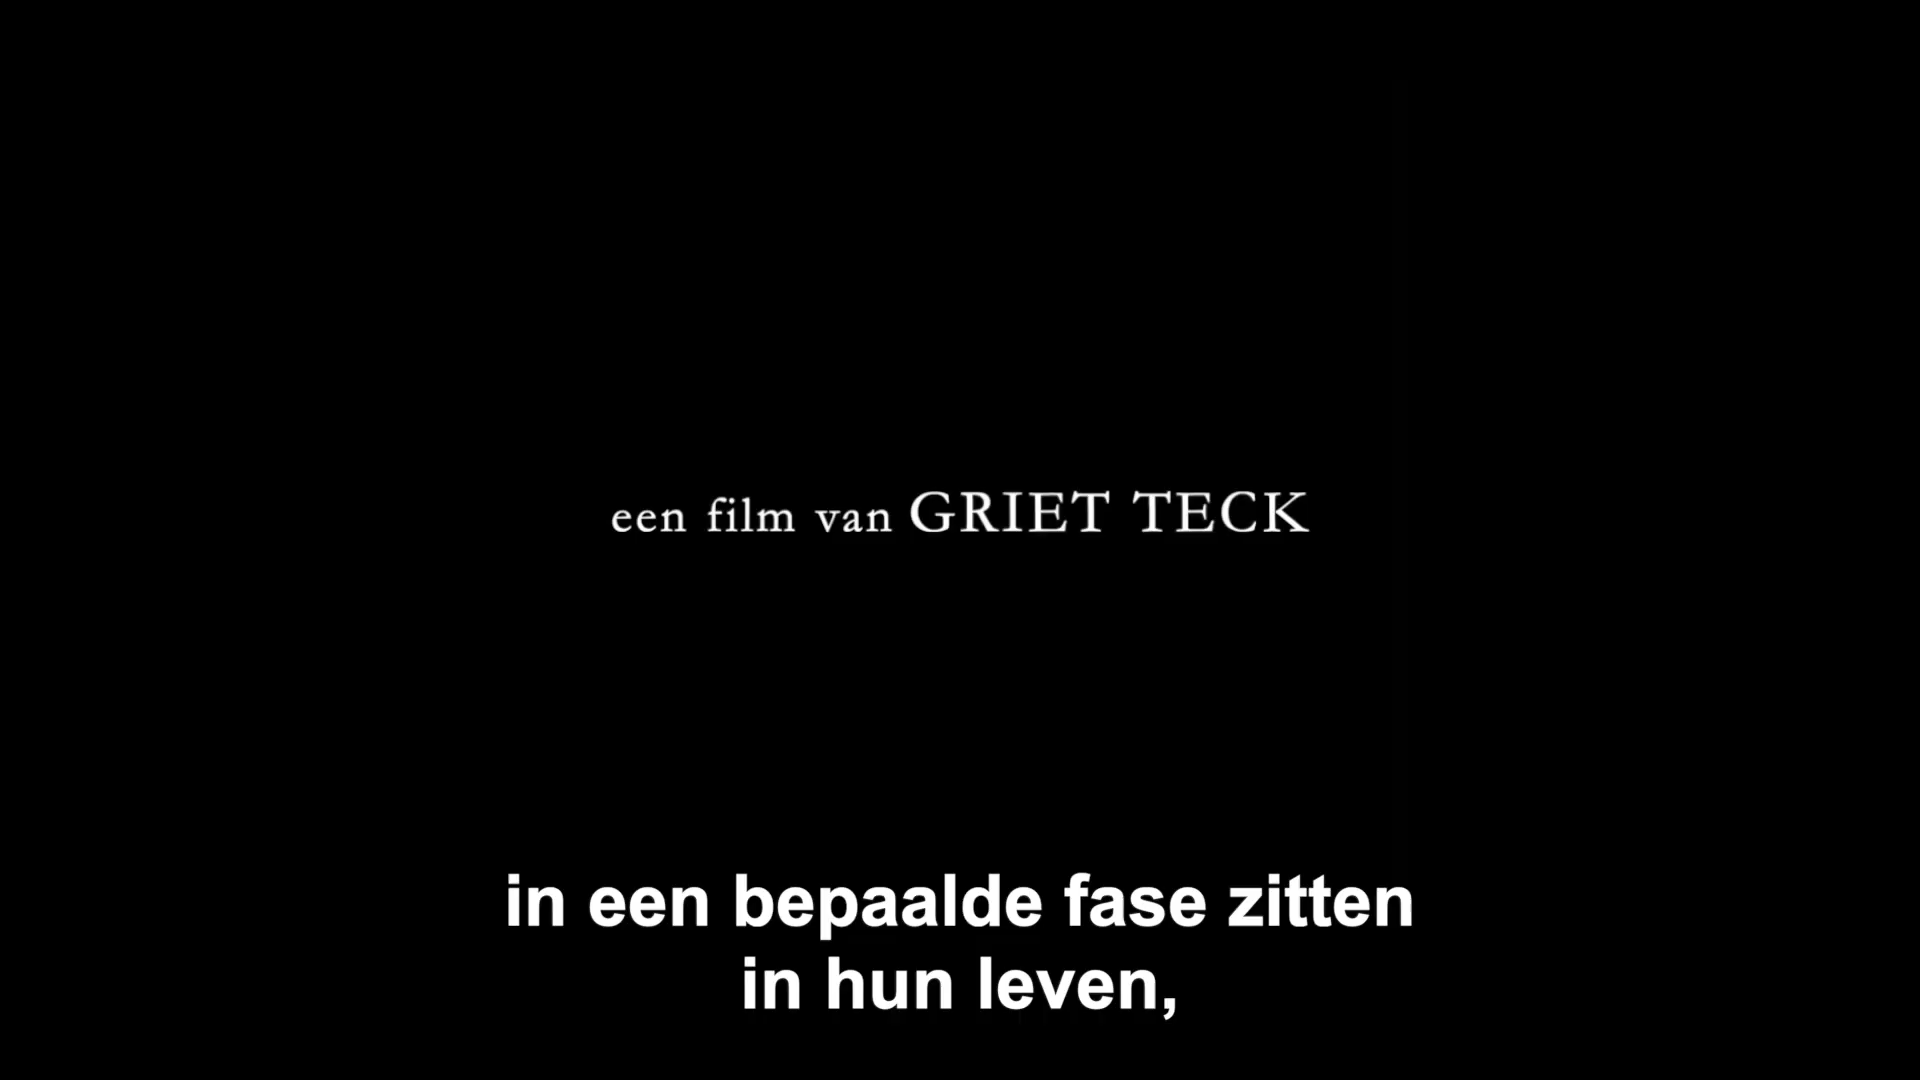 een film van GRIET TECK
in een bepaalde fase zitten
in hun leven,